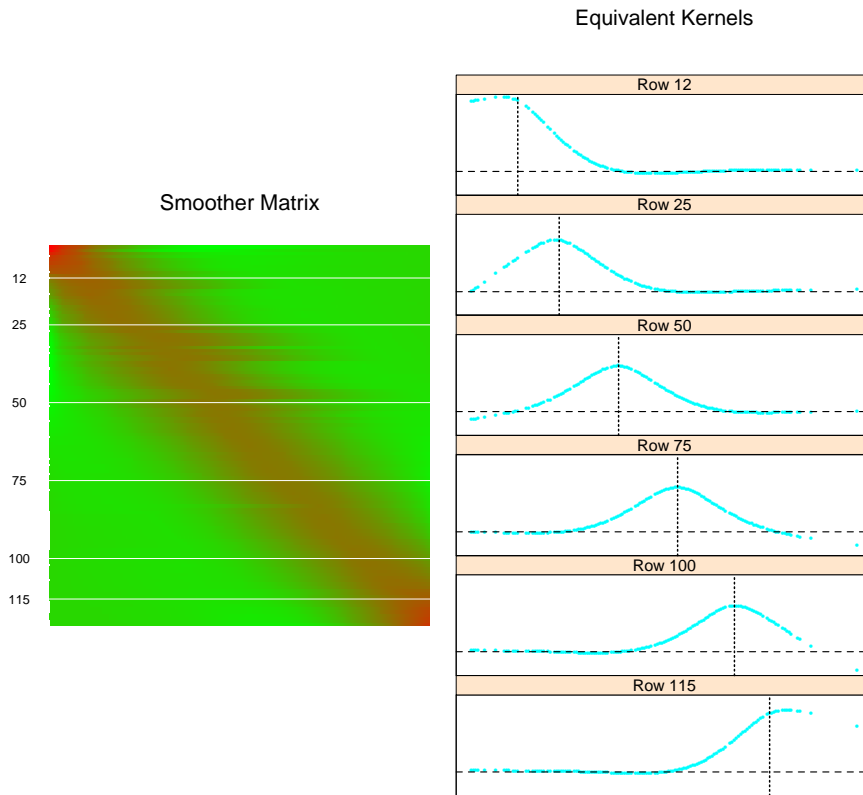 Equivalent Kernels
Smoother Matrix
12
25
50
75
100
115
Row 12
Row 25
Row 50
Row 75
Row 100
Row 115